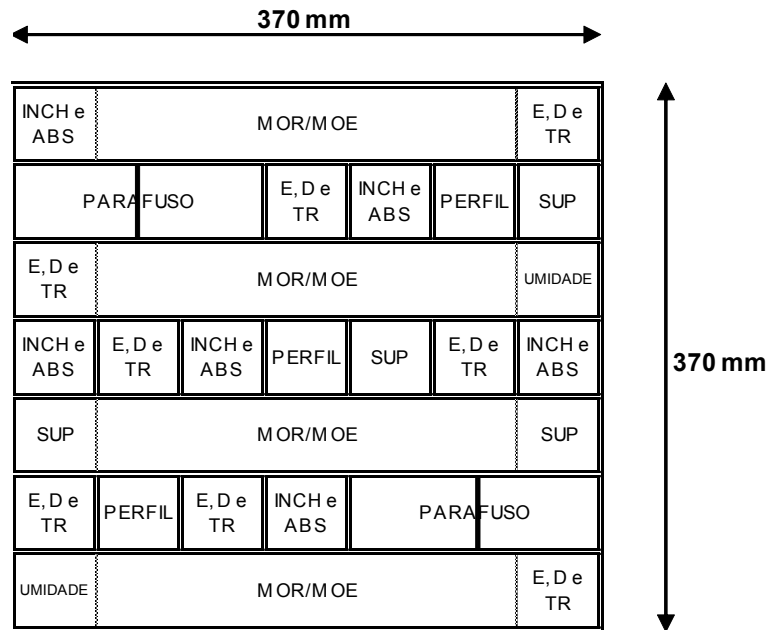 370 mm
INCH e
ABS
MOR/MOE
E, D e
TR
PARAFUSO
E, D e
TR
INCH e
ABS
PERFIL
SUP
E, D e
TR
MOR/MOE
UMIDADE
INCH e
ABS
E, D e
TR
INCH e
ABS
PERFIL
SUP
E, D e
TR
INCH e
ABS
370 mm
SUP
MOR/MOE
SUP
E, D e
TR
PERFIL
E, D e
TR
INCH e
ABS
PARAFUSO
UMIDADE
MOR/MOE
E, D e
TR